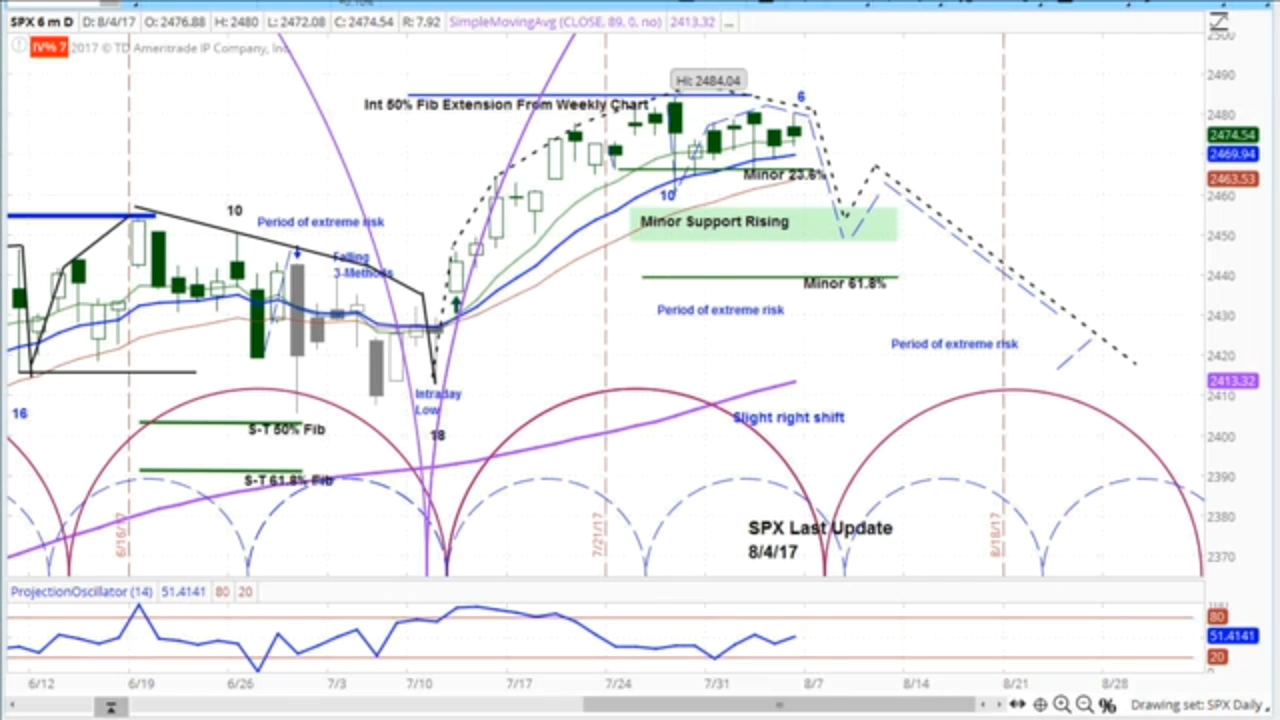 SPX 6 m D D: 8/4/17 O: 2476.88 H: 2480 L: 2472.08 C: 2474.54 R: 7.92 SimpleMovingAvg (CLOSE, 89, 0, no) 2413.32 ...
IV% 7 2017 © TD Ameritrade IP Company, Inc.
2500
2490
2480
2474.54
2469.94
2463.53
2460
2450
2440
2430
2420
2413.32
2410
2400
2390
2380
2370
Hi: 2484.04
Int 50% Fib Extension From Weekly Chart
6
Minor 23.6%
10
Minor Support Rising
10
Period of extreme risk
Falling
3-Methods
Minor 61.8%
Period of extreme risk
Period of extreme risk
Intraday
Low
18
16
Slight right shift
S-T 50% Fib
S-T 61.8% Fib
SPX Last Update
8/4/17
6/16/17
7/21/17
8/18/17
ProjectionOscillator (14) 51.4141 80 20
100
80
51.4141
20
0
6/12 6/19 6/26 7/3 7/10 7/17 7/24 7/31 8/7 8/14 8/21 8/28
% Drawing set: SPX Daily